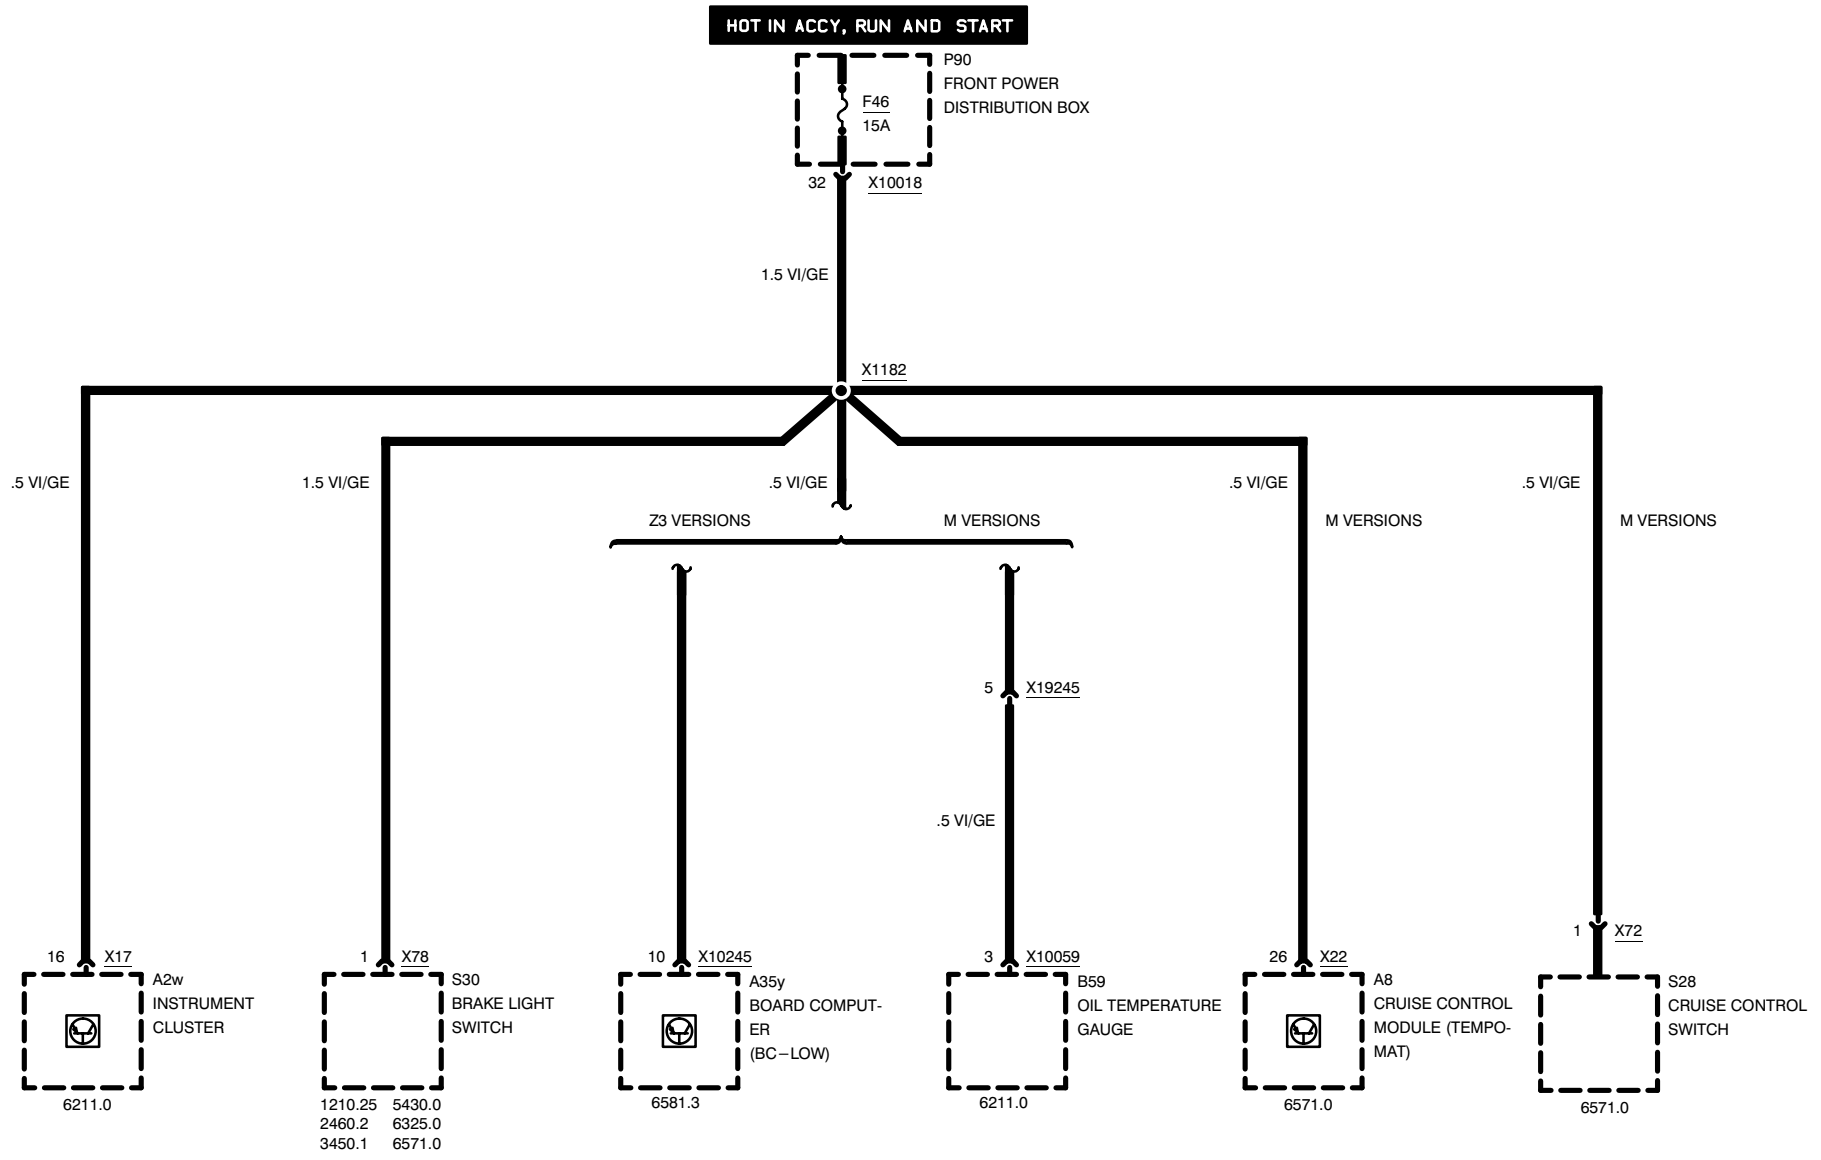 HOT IN ACCY, RUN AND START
P90
FRONT POWER
DISTRIBUTION BOX
F46
15A
32 X10018
1.5 VI/GE
X1182
.5 VI/GE
1.5 VI/GE
.5 VI/GE
.5 VI/GE
.5 VI/GE
Z3 VERSIONS
M VERSIONS
M VERSIONS
M VERSIONS
5 X19245
.5 VI/GE
16 X17
A2w
INSTRUMENT
CLUSTER
6211.0
1 X78
S30
BRAKE LIGHT
SWITCH
1210.25 5430.0
2460.2 6325.0
3450.1 6571.0
10 X10245
A35y
BOARD COMPUT-
ER
(BC-LOW)
6581.3
3 X10059
B59
OIL TEMPERATURE
GAUGE
6211.0
26 X22
A8
CRUISE CONTROL
MODULE (TEMPO-
MAT)
6571.0
1 X72
S28
CRUISE CONTROL
SWITCH
6571.0